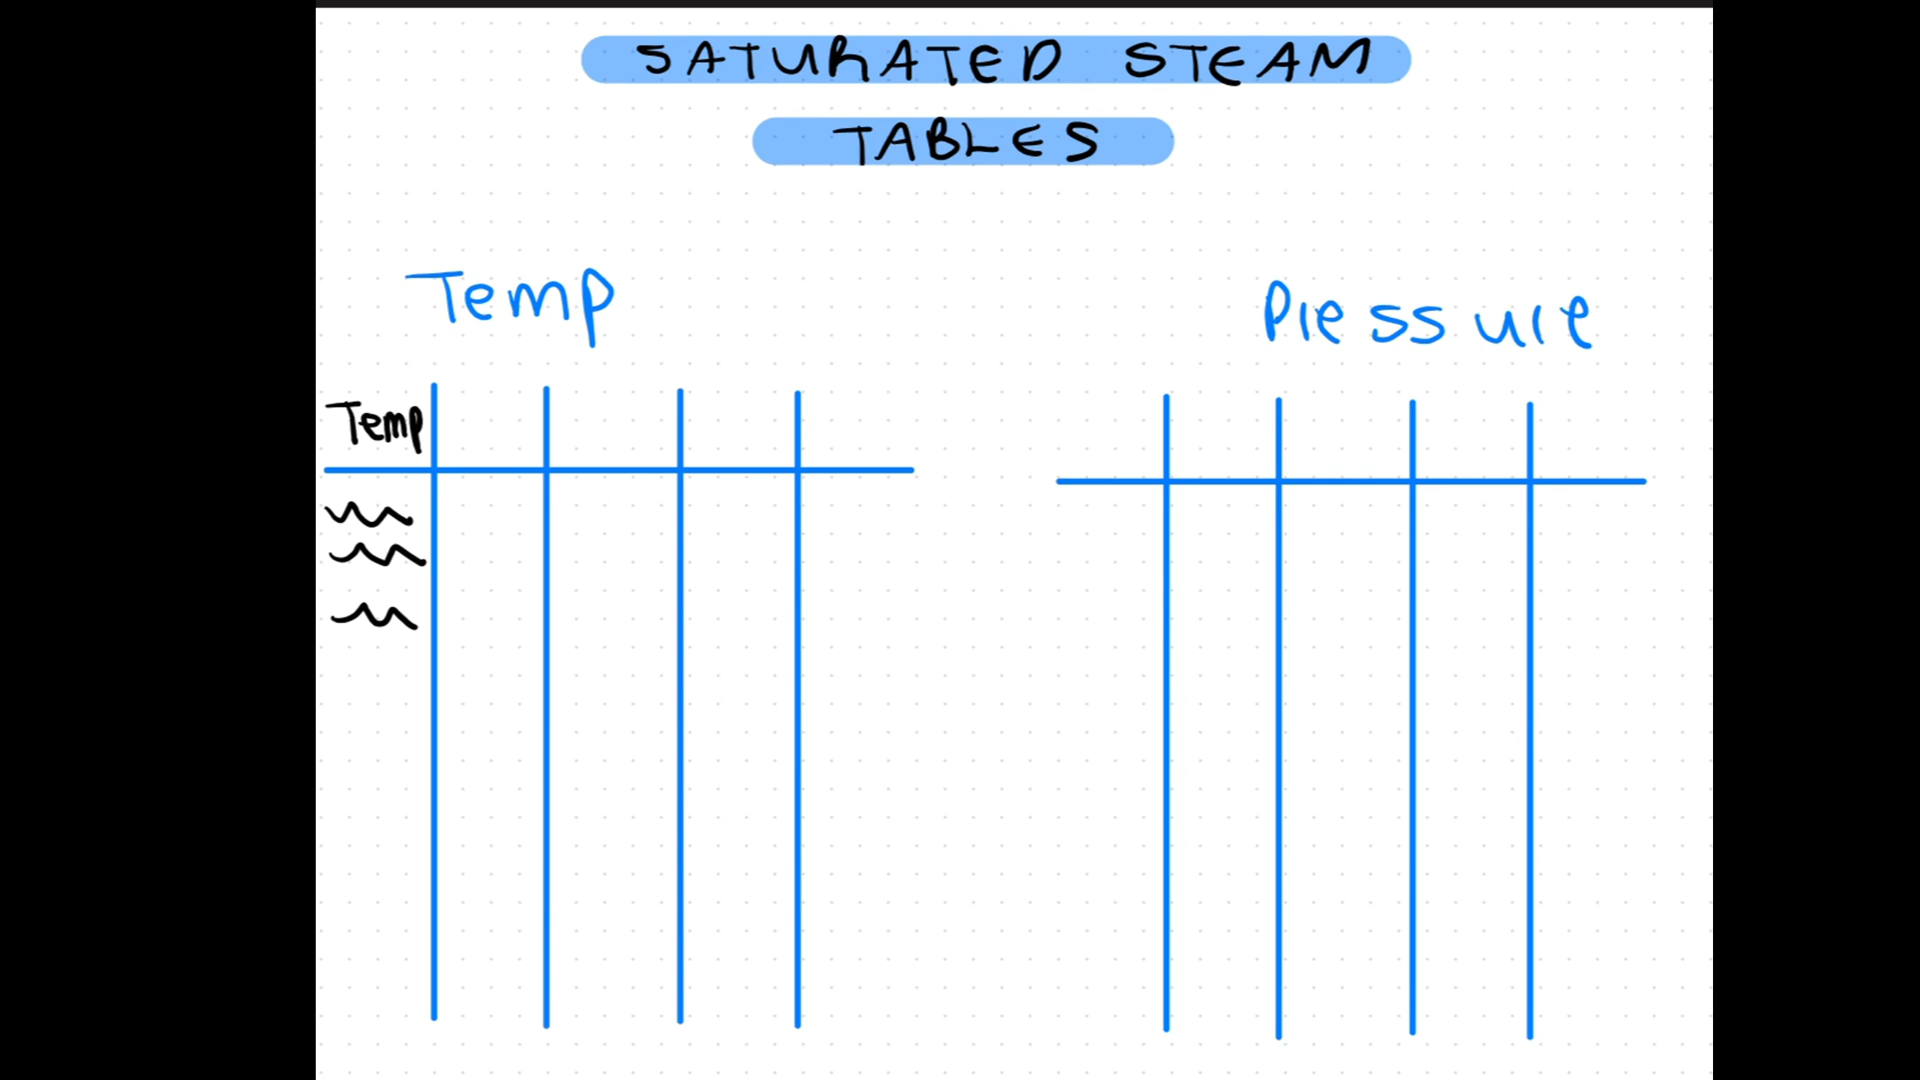 SATURATED STEAM
TABLES
Temp
Pressure
Temp